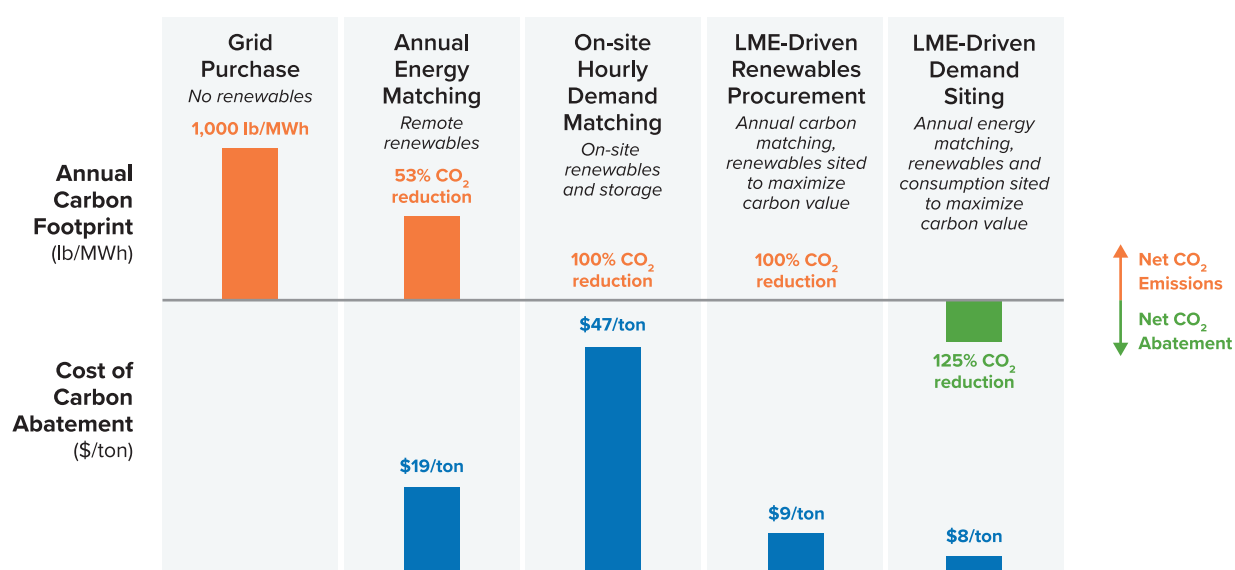 Grid
Purchase
No renewables
1,000 lb/MWh
Annual
Energy
Matching
Remote
renewables
53% CO₂
reduction
On-site
Hourly
Demand
Matching
On-site
renewables
and storage
100% CO₂
reduction
LME-Driven
Renewables
Procurement
Annual carbon
matching,
renewables sited
to maximize
carbon value
100% CO₂
reduction
LME-Driven
Demand
Siting
Annual energy
matching,
renewables and
consumption sited
to maximize
carbon value
Annual
Carbon
Footprint
(lb/MWh)
Net CO₂
Emissions
Net CO₂
Abatement
Cost of
Carbon
Abatement
($/ton)
$19/ton
$47/ton
$9/ton
125% CO₂
reduction
$8/ton